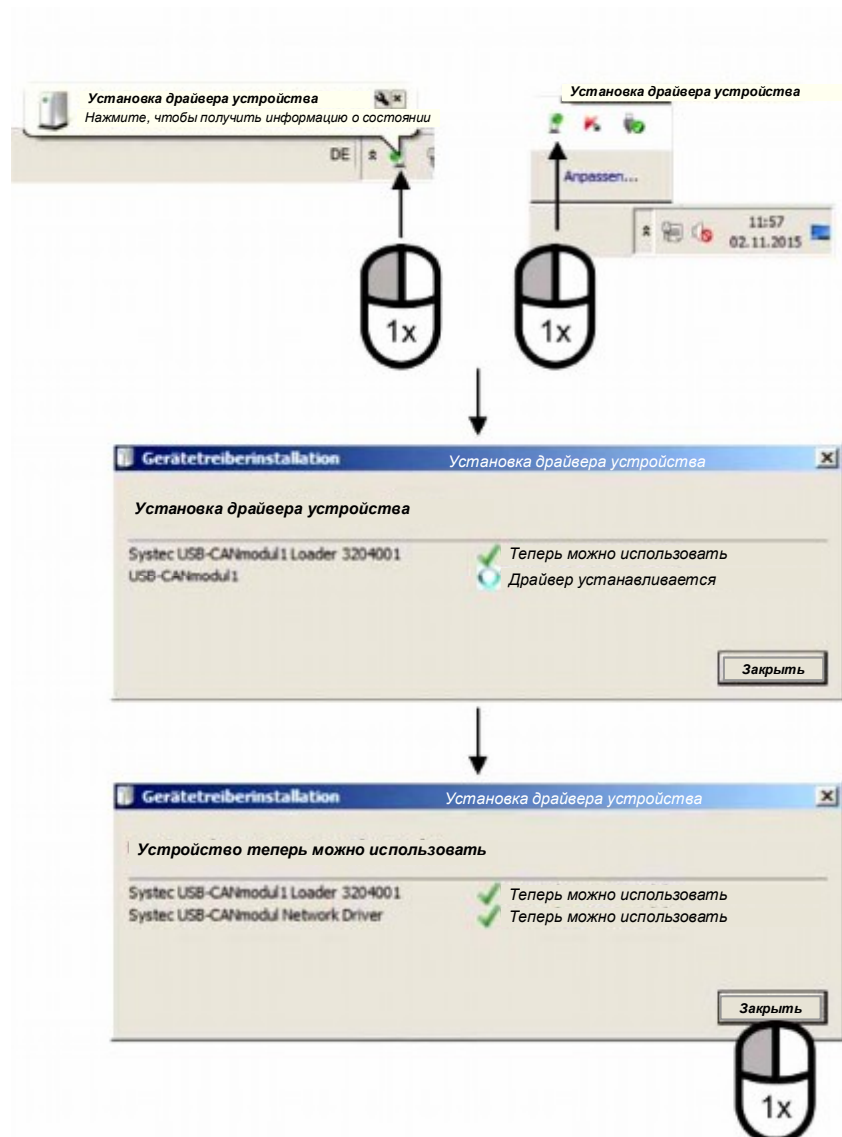 Установка драйвера устройства
Нажмите, чтобы получить информацию о состоянии
DE
Установка драйвера устройства
Anpassen...
11:57
02.11.2015
1x
1x
Gerätetreiberinstallation Установка драйвера устройства
Установка драйвера устройства
Systec USB-CANmodul1 Loader 3204001 Теперь можно использовать
USB-CANmodul1 Драйвер устанавливается
Закрыть
Gerätetreiberinstallation Установка драйвера устройства
Устройство теперь можно использовать
Systec USB-CANmodul1 Loader 3204001 Теперь можно использовать
Systec USB-CANmodul Network Driver Теперь можно использовать
Закрыть
1x